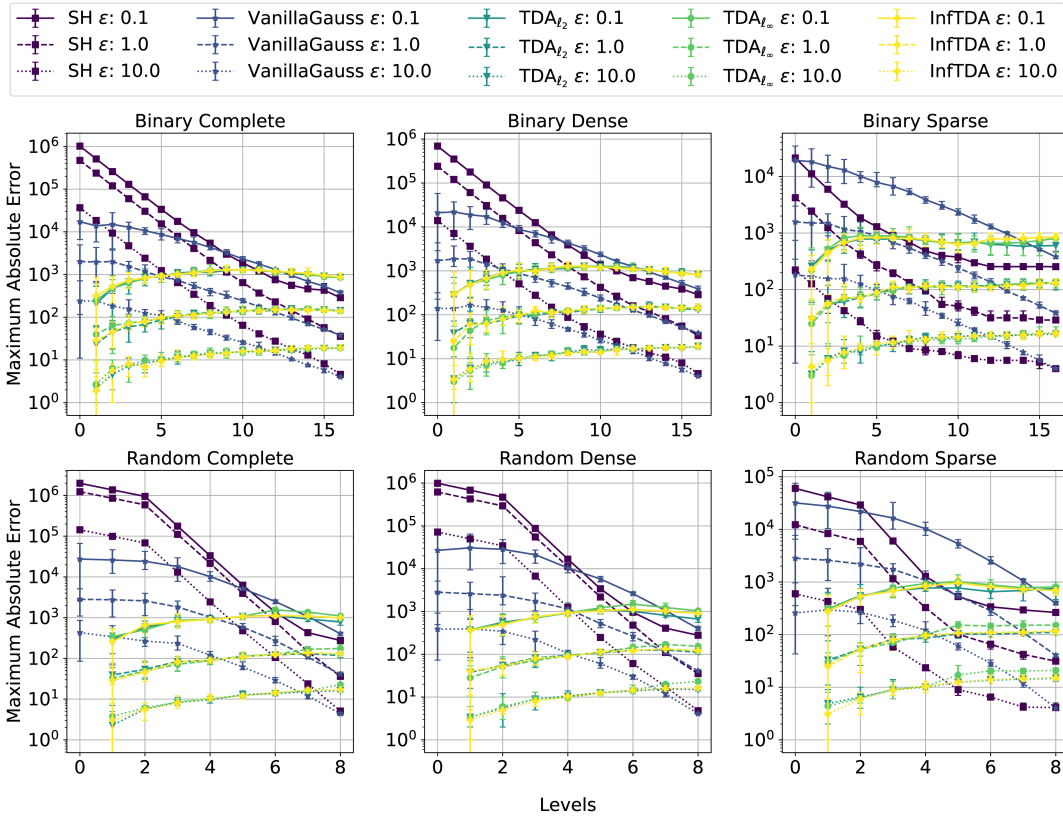 SH ε: 0.1 VanillaGauss ε: 0.1 TDAℓ₂ ε: 0.1 TDAℓ∞ ε: 0.1 InfTDA ε: 0.1
SH ε: 1.0 VanillaGauss ε: 1.0 TDAℓ₂ ε: 1.0 TDAℓ∞ ε: 1.0 InfTDA ε: 1.0
SH ε: 10.0 VanillaGauss ε: 10.0 TDAℓ₂ ε: 10.0 TDAℓ∞ ε: 10.0 InfTDA ε: 10.0
Binary Complete
10⁶
10⁵
10⁴
10³
10²
10¹
10⁰
0 5 10 15
Maximum Absolute Error
Binary Dense
10⁶
10⁵
10⁴
10³
10²
10¹
10⁰
0 5 10 15
Binary Sparse
10⁴
10³
10²
10¹
10⁰
0 5 10 15
Random Complete
10⁶
10⁵
10⁴
10³
10²
10¹
10⁰
0 2 4 6 8
Maximum Absolute Error
Random Dense
10⁶
10⁵
10⁴
10³
10²
10¹
10⁰
0 2 4 6 8
Random Sparse
10⁵
10⁴
10³
10²
10¹
10⁰
0 2 4 6 8
Levels